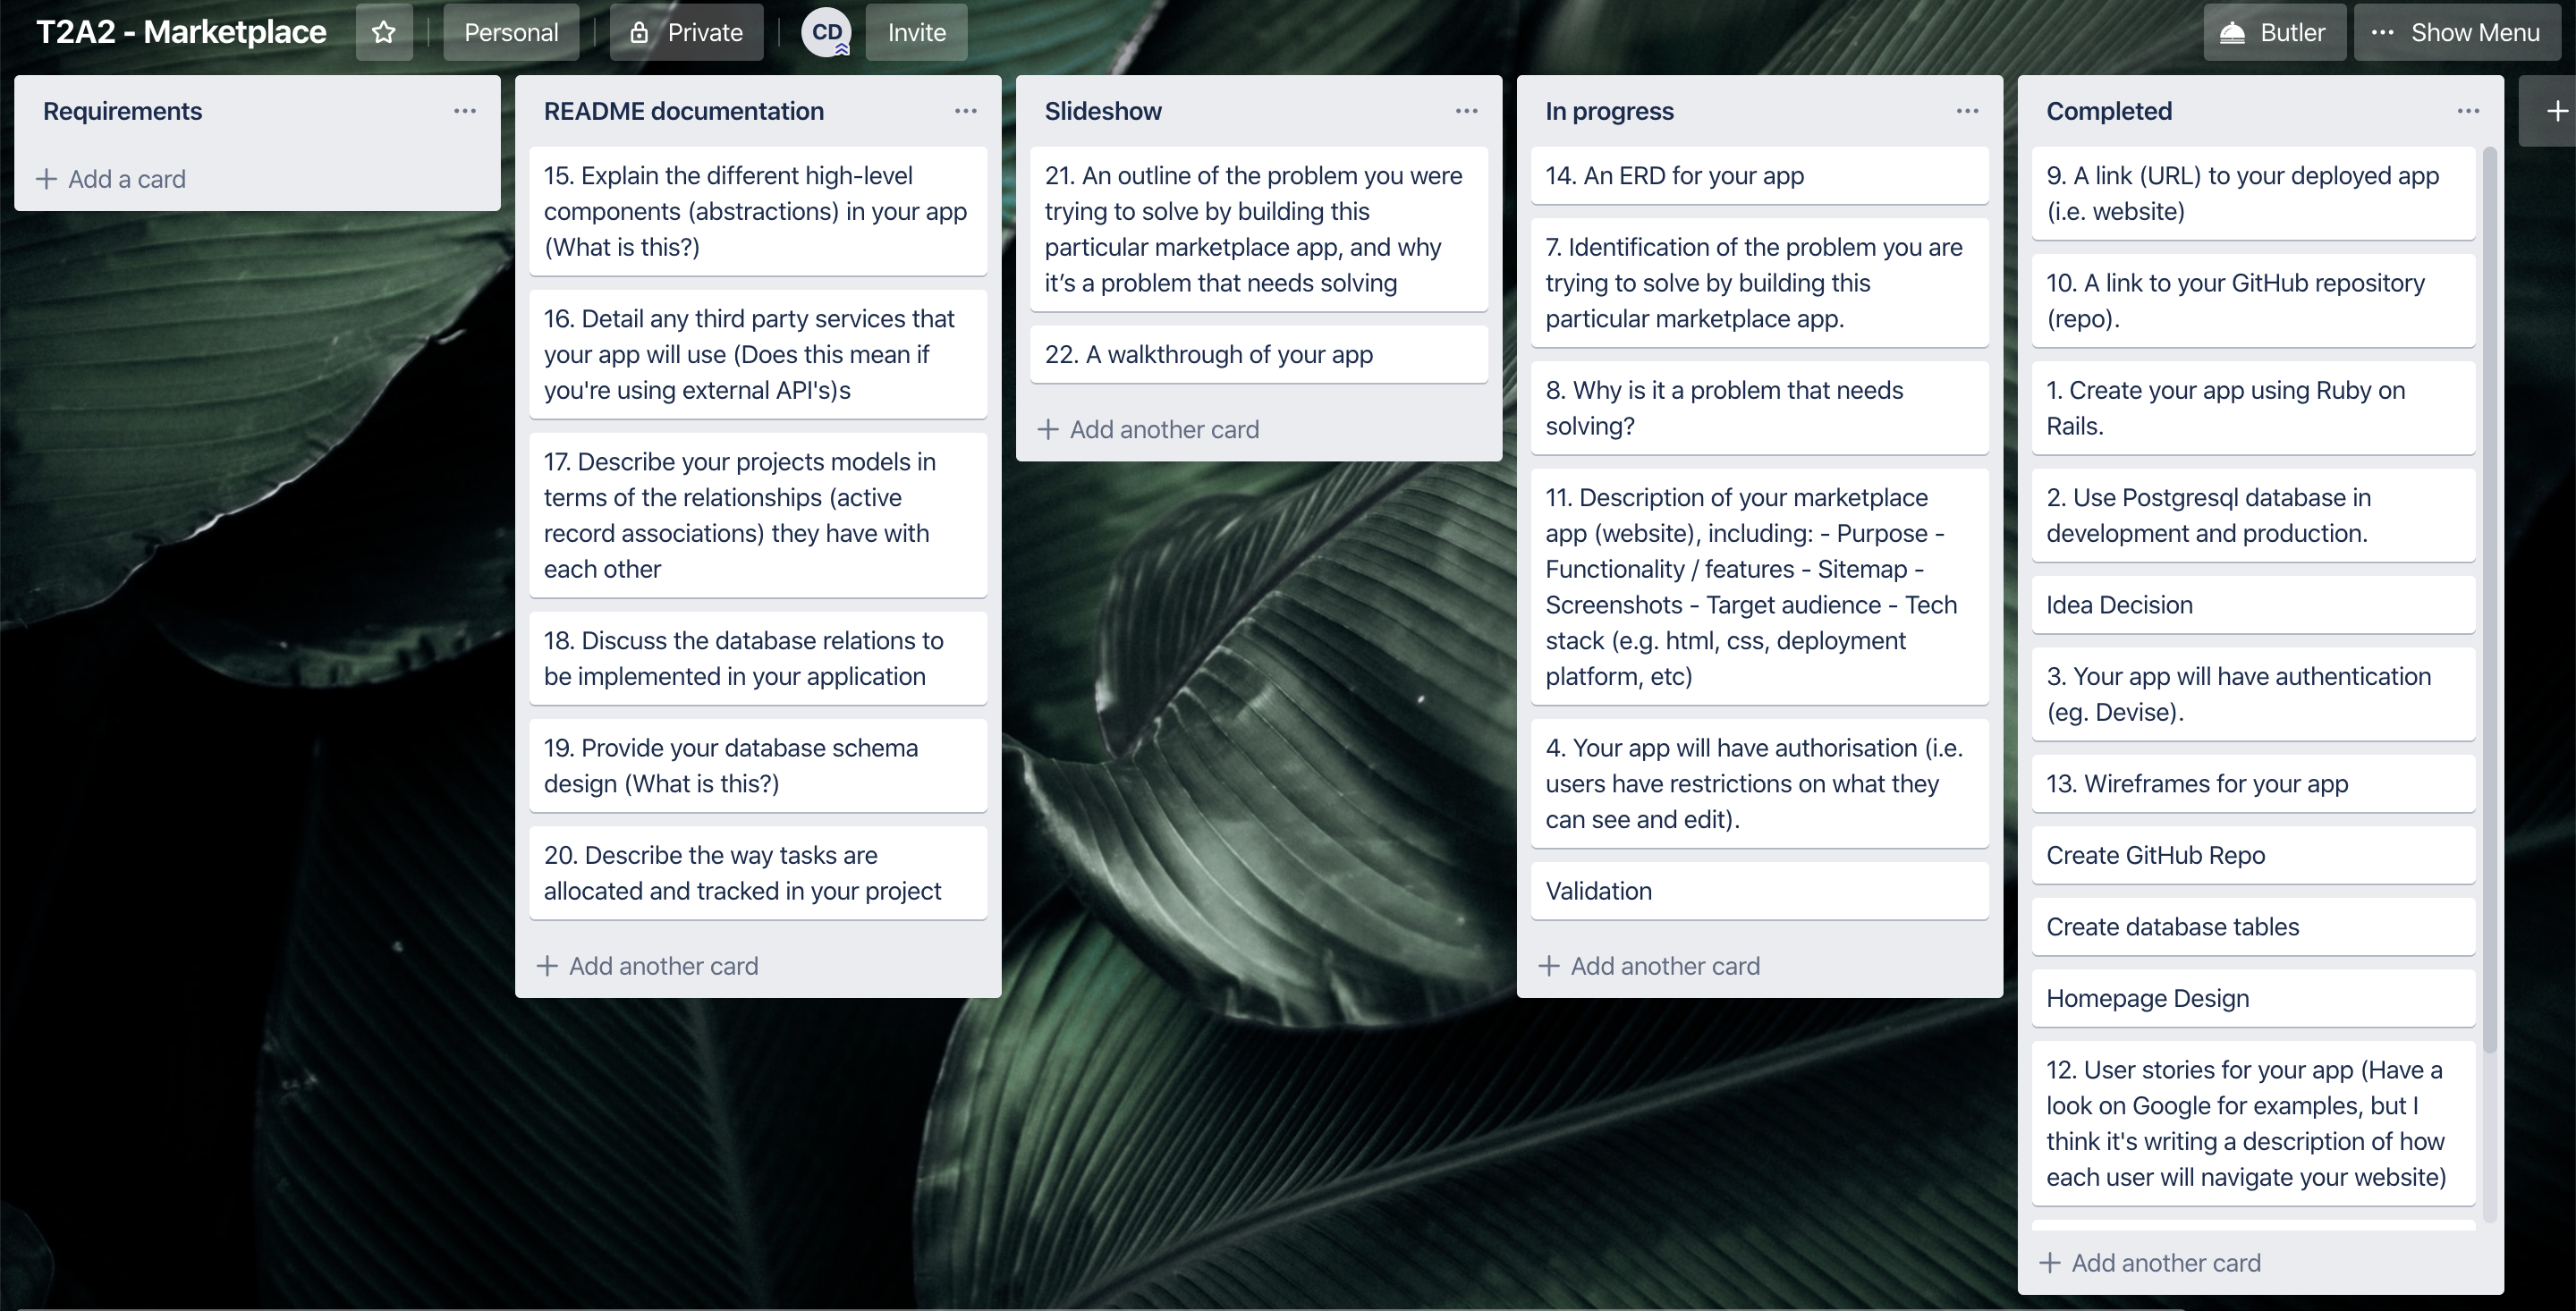 T2A2 - Marketplace
Personal
Private
CD
Invite
Butler
Show Menu
Requirements
Add a card
README documentation
15. Explain the different high-level
components (abstractions) in your app
(What is this?)
16. Detail any third party services that
your app will use (Does this mean if
you're using external API's)s
17. Describe your projects models in
terms of the relationships (active
record associations) they have with
each other
18. Discuss the database relations to
be implemented in your application
19. Provide your database schema
design (What is this?)
20. Describe the way tasks are
allocated and tracked in your project
Add another card
Slideshow
21. An outline of the problem you were
trying to solve by building this
particular marketplace app, and why
it’s a problem that needs solving
22. A walkthrough of your app
Add another card
In progress
14. An ERD for your app
7. Identification of the problem you are
trying to solve by building this
particular marketplace app.
8. Why is it a problem that needs
solving?
11. Description of your marketplace
app (website), including: - Purpose -
Functionality / features - Sitemap -
Screenshots - Target audience - Tech
stack (e.g. html, css, deployment
platform, etc)
4. Your app will have authorisation (i.e.
users have restrictions on what they
can see and edit).
Validation
Add another card
Completed
9. A link (URL) to your deployed app
(i.e. website)
10. A link to your GitHub repository
(repo).
1. Create your app using Ruby on
Rails.
2. Use Postgresql database in
development and production.
Idea Decision
3. Your app will have authentication
(eg. Devise).
13. Wireframes for your app
Create GitHub Repo
Create database tables
Homepage Design
12. User stories for your app (Have a
look on Google for examples, but I
think it's writing a description of how
each user will navigate your website)
Add another card